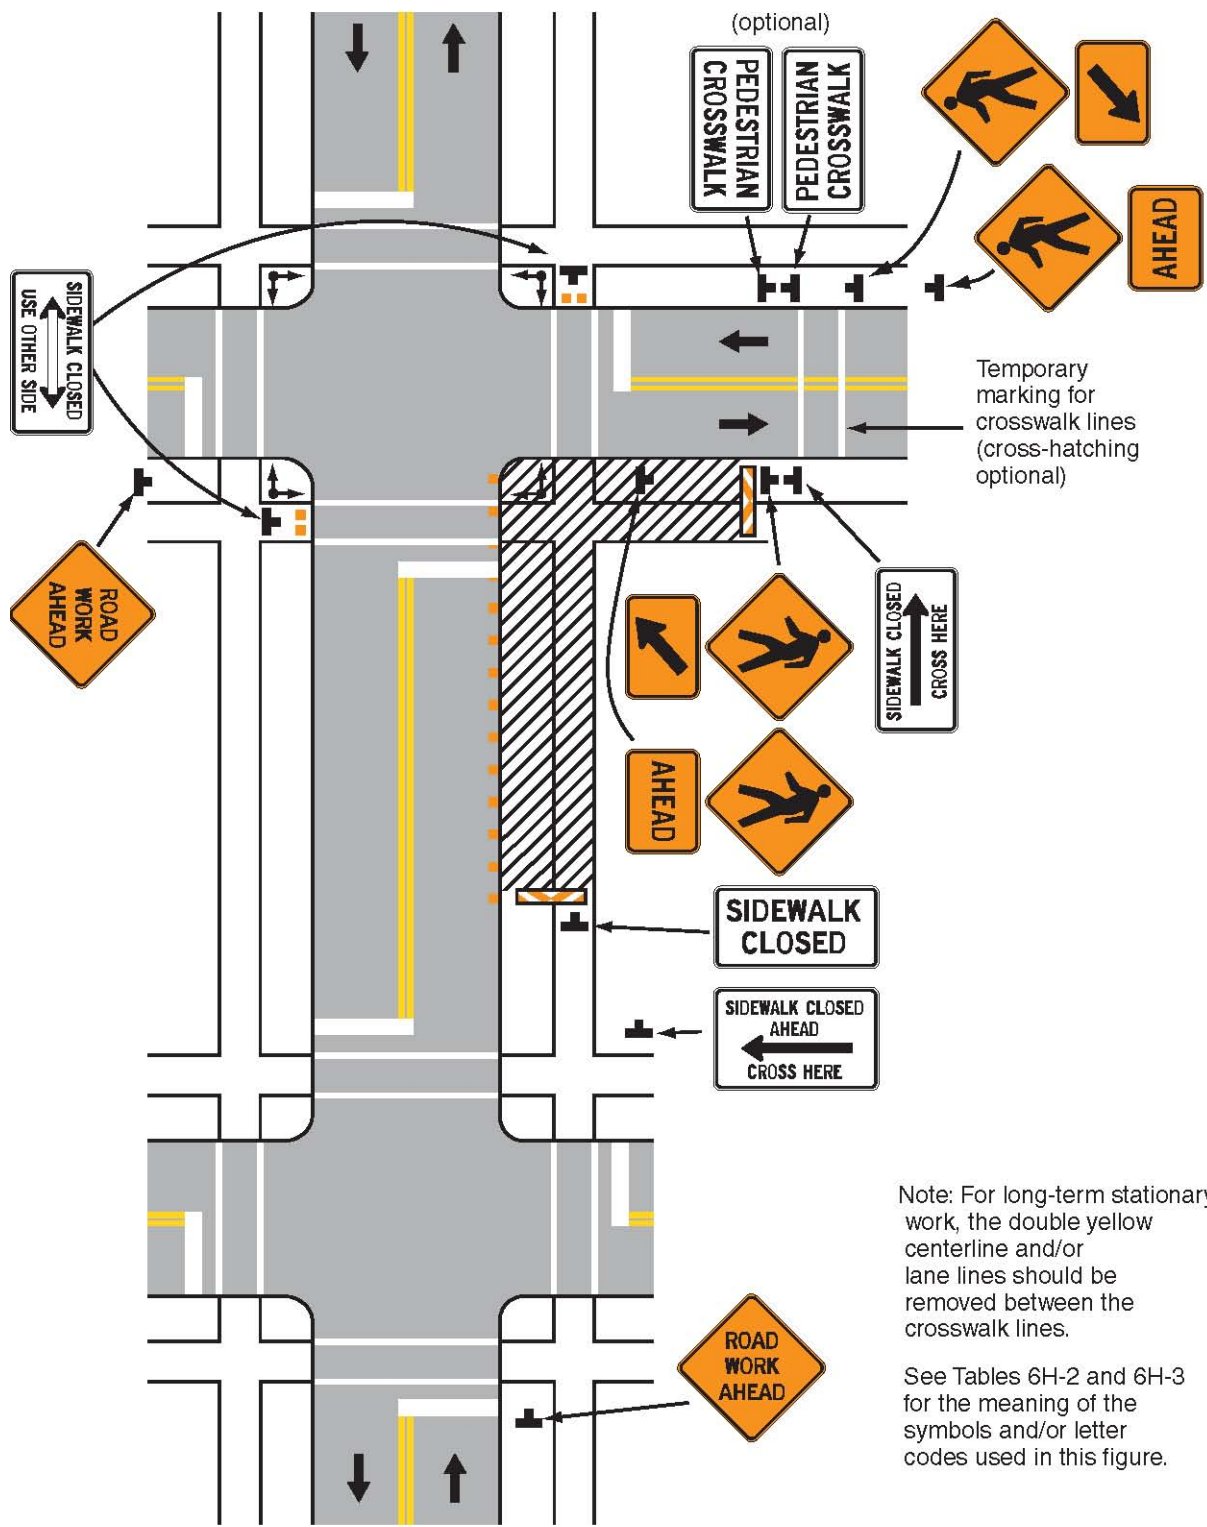 (optional)
PEDESTRIAN
CROSSWALK
PEDESTRIAN
CROSSWALK
AHEAD
SIDEWALK CLOSED
USE OTHER SIDE
Temporary
marking for
crosswalk lines
(cross-hatching
optional)
ROAD
WORK
AHEAD
SIDEWALK CLOSED
CROSS HERE
AHEAD
SIDEWALK
CLOSED
SIDEWALK CLOSED
AHEAD
CROSS HERE
Note: For long-term stationary
work, the double yellow
centerline and/or
lane lines should be
removed between the
crosswalk lines.
ROAD
WORK
AHEAD
See Tables 6H-2 and 6H-3
for the meaning of the
symbols and/or letter
codes used in this figure.